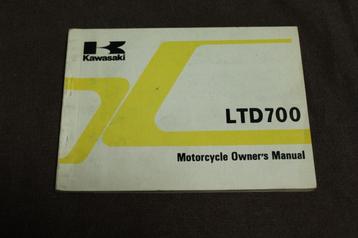 Kawasaki
LTD700
Motorcycle Owner's Manual